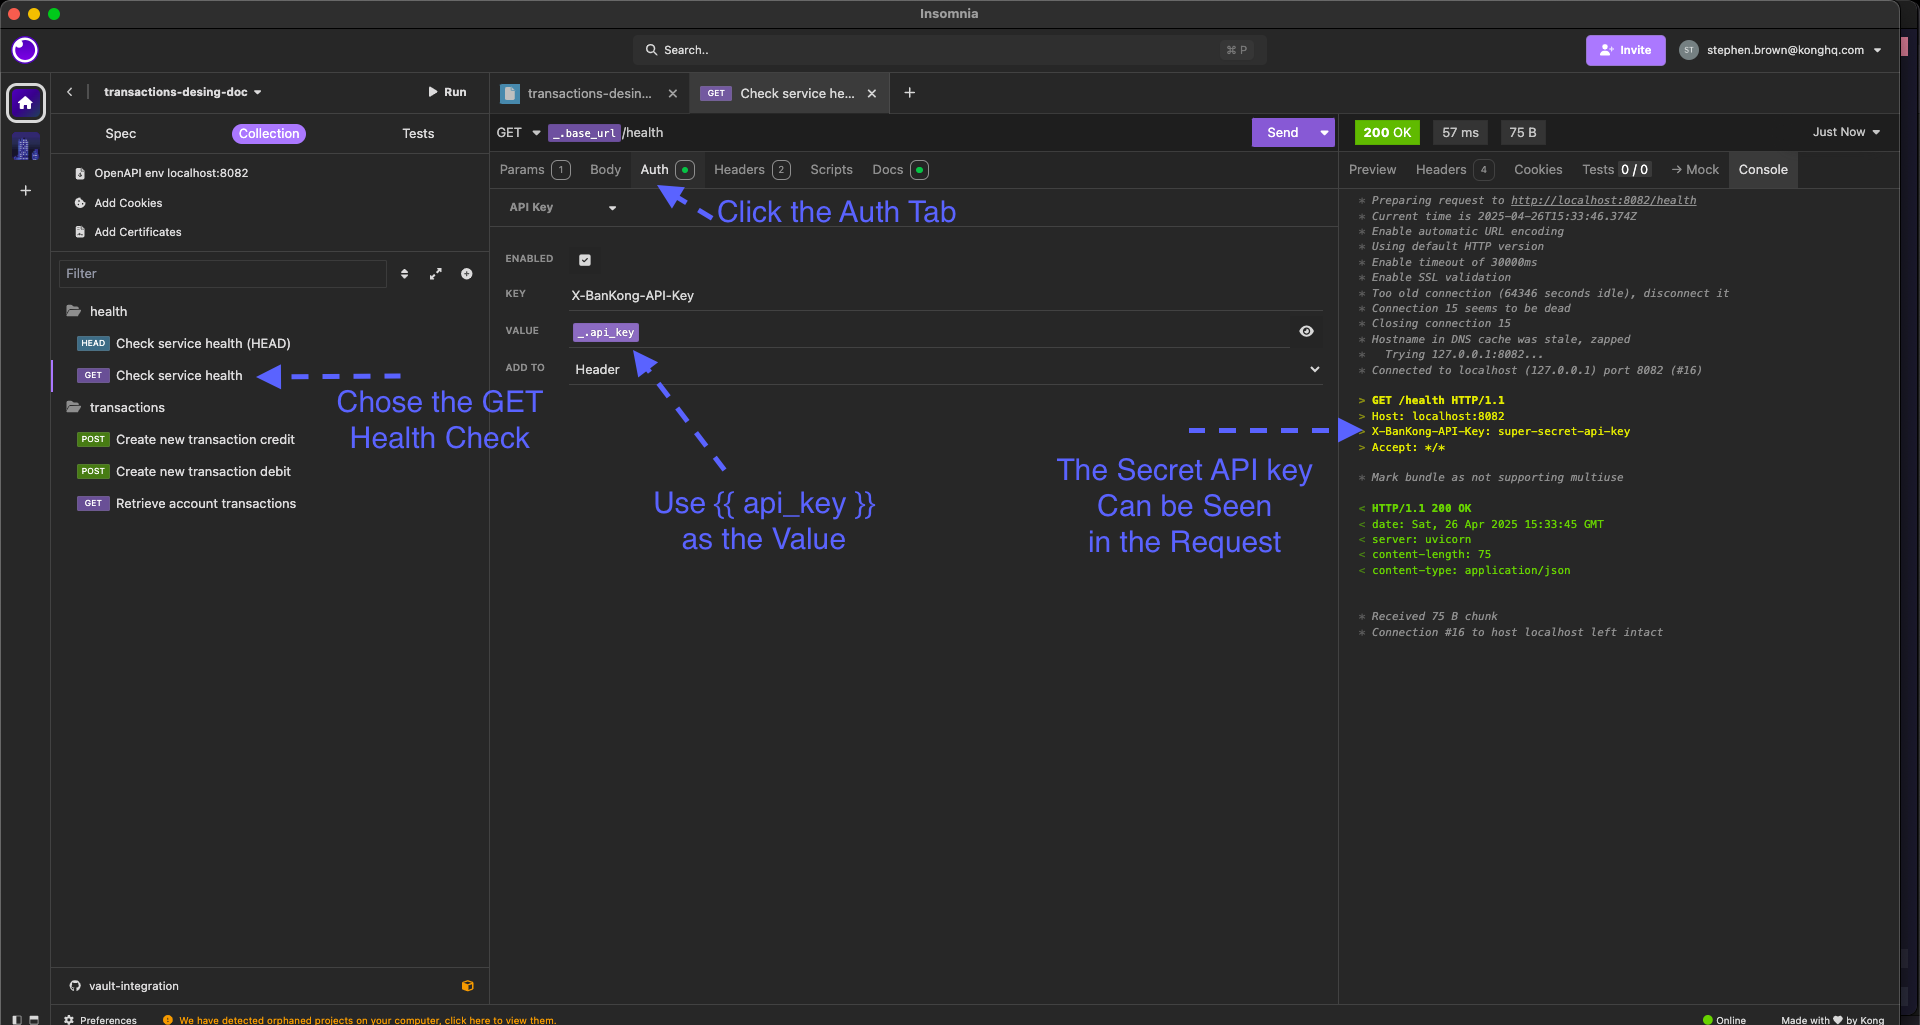 Insomnia
Search..
⌘ P
Invite
ST
stephen.brown@konghq.com
transactions-desing-doc
Run
transactions-desin...
GET Check service he...
Spec
Collection
Tests
GET
_.base_url/health
Send
200 OK
57 ms
75 B
Just Now
OpenAPI env localhost:8082
Add Cookies
Add Certificates
Params 1
Body
Auth
Headers 2
Scripts
Docs
Preview
Headers 4
Cookies
Tests 0 / 0
→ Mock
Console
API Key
Click the Auth Tab
ENABLED
KEY
X-BanKong-API-Key
VALUE
_.api_key
ADD TO
Header
Filter
health
HEAD Check service health (HEAD)
GET Check service health
transactions
POST Create new transaction credit
POST Create new transaction debit
GET Retrieve account transactions
Chose the GET
Health Check
Use {{ api_key }}
as the Value
The Secret API key
Can be Seen
in the Request
* Preparing request to http://localhost:8082/health
* Current time is 2025-04-26T15:33:46.374Z
* Enable automatic URL encoding
* Using default HTTP version
* Enable timeout of 30000ms
* Enable SSL validation
* Too old connection (64346 seconds idle), disconnect it
* Connection 15 seems to be dead
* Closing connection 15
* Hostname in DNS cache was stale, zapped
*   Trying 127.0.0.1:8082...
* Connected to localhost (127.0.0.1) port 8082 (#16)
> GET /health HTTP/1.1
> Host: localhost:8082
> X-BanKong-API-Key: super-secret-api-key
> Accept: */*
* Mark bundle as not supporting multiuse
< HTTP/1.1 200 OK
< date: Sat, 26 Apr 2025 15:33:45 GMT
< server: uvicorn
< content-length: 75
< content-type: application/json
* Received 75 B chunk
* Connection #16 to host localhost left intact
vault-integration
Preferences
We have detected orphaned projects on your computer, click here to view them.
Online
Made with ♥ by Kong